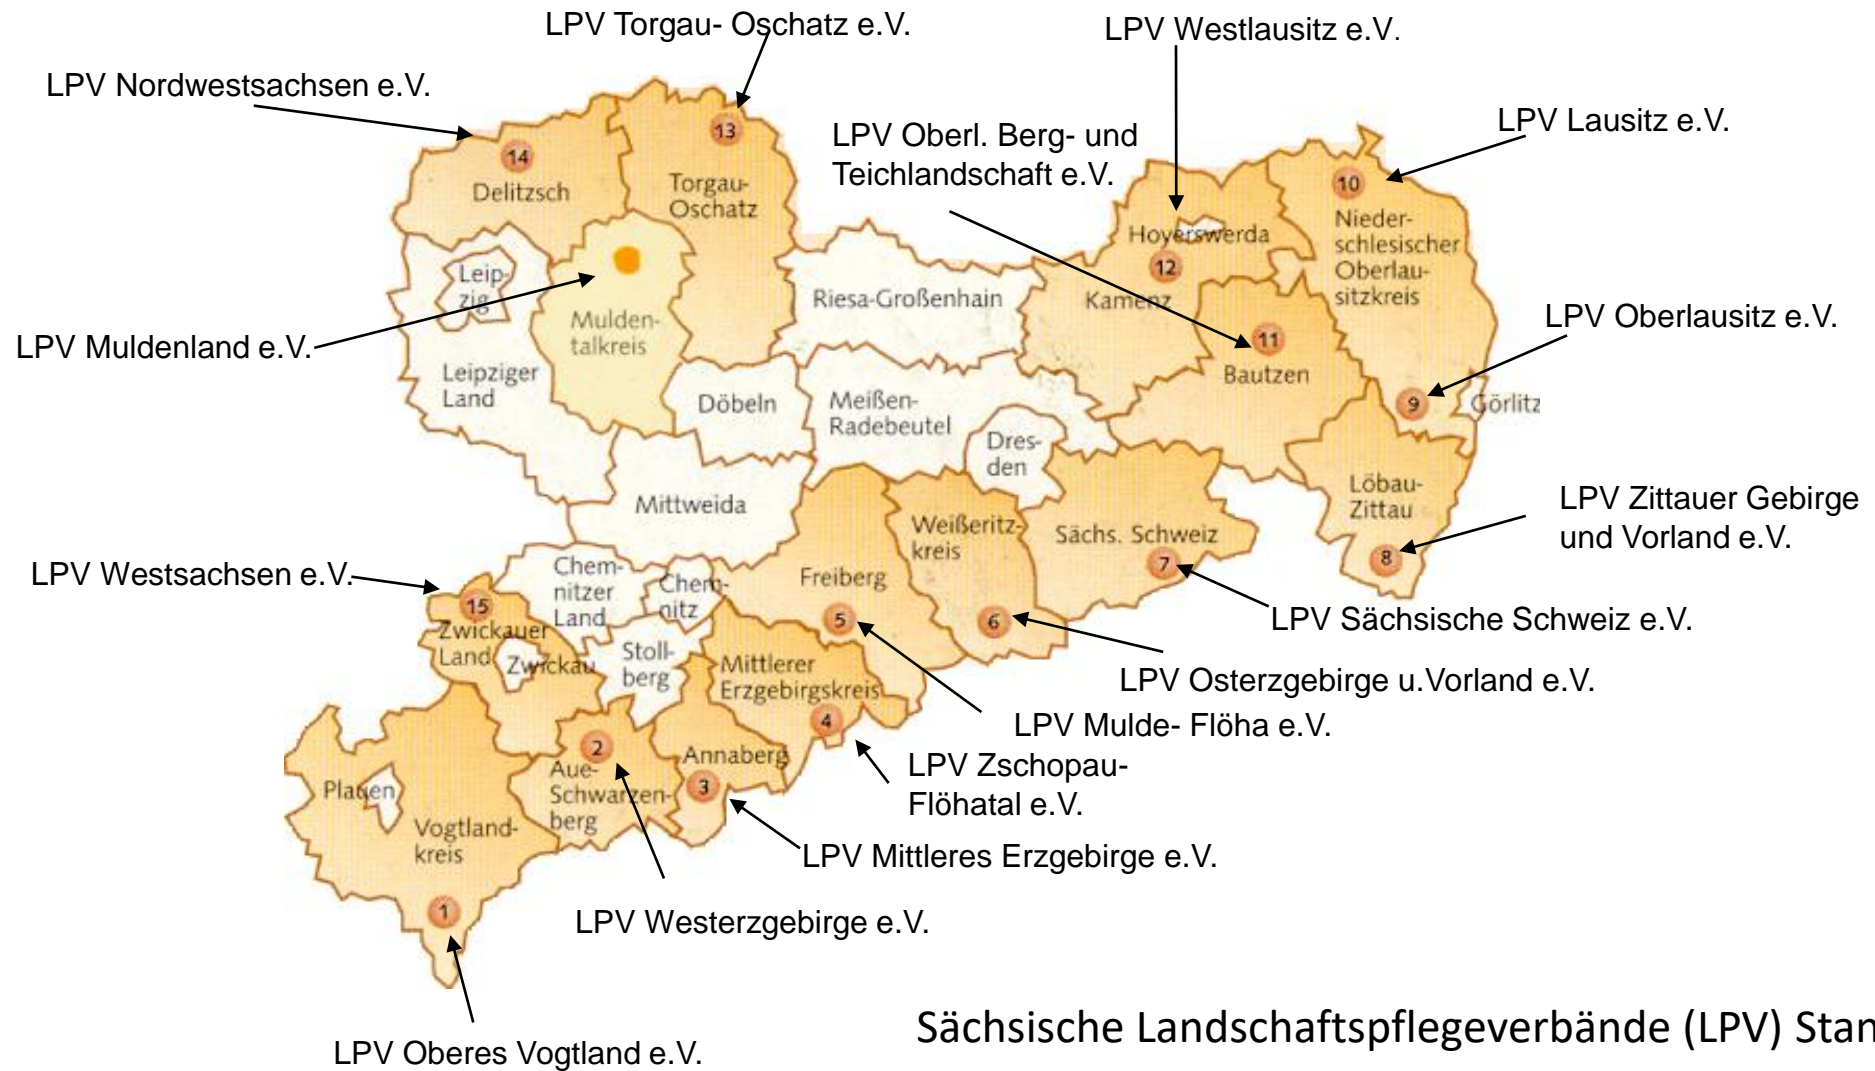 LPV Torgau- Oschatz e.V.
LPV Westlausitz e.V.
LPV Nordwestsachsen e.V.
LPV Oberl. Berg- und
Teichlandschaft e.V.
LPV Lausitz e.V.
13
14
Delitzsch
Torgau-
Oschatz
10
Nieder-
schlesischer
Oberlau-
sitzkreis
Hoyerswerda
12
Kamenz
Leip-
zig
Riesa-Großenhain
Mulden-
talkreis
LPV Muldenland e.V.
LPV Oberlausitz e.V.
11
Bautzen
Leipziger
Land
Döbeln
Meißen-
Radebeutel
9
Görlitz
Dres-
den
Mittweida
Löbau-
Zittau
LPV Zittauer Gebirge
und Vorland e.V.
Weißeritz-
kreis
Sächs. Schweiz
7
8
LPV Westsachsen e.V.
Chem-
nitzer
Land
Chem-
nitz
Freiberg
15
5
6
LPV Sächsische Schweiz e.V.
Zwickauer
Land
Zwickau
Stoll-
berg
Mittlerer
Erzgebirgskreis
LPV Osterzgebirge u.Vorland e.V.
4
LPV Mulde- Flöha e.V.
2
Annaberg
LPV Zschopau-
Flöhatal e.V.
Aue-
Schwarzen-
berg
3
Plauen
Vogtland-
kreis
LPV Mittleres Erzgebirge e.V.
1
LPV Westerzgebirge e.V.
LPV Oberes Vogtland e.V.
Sächsische Landschaftspflegeverbände (LPV) Stan